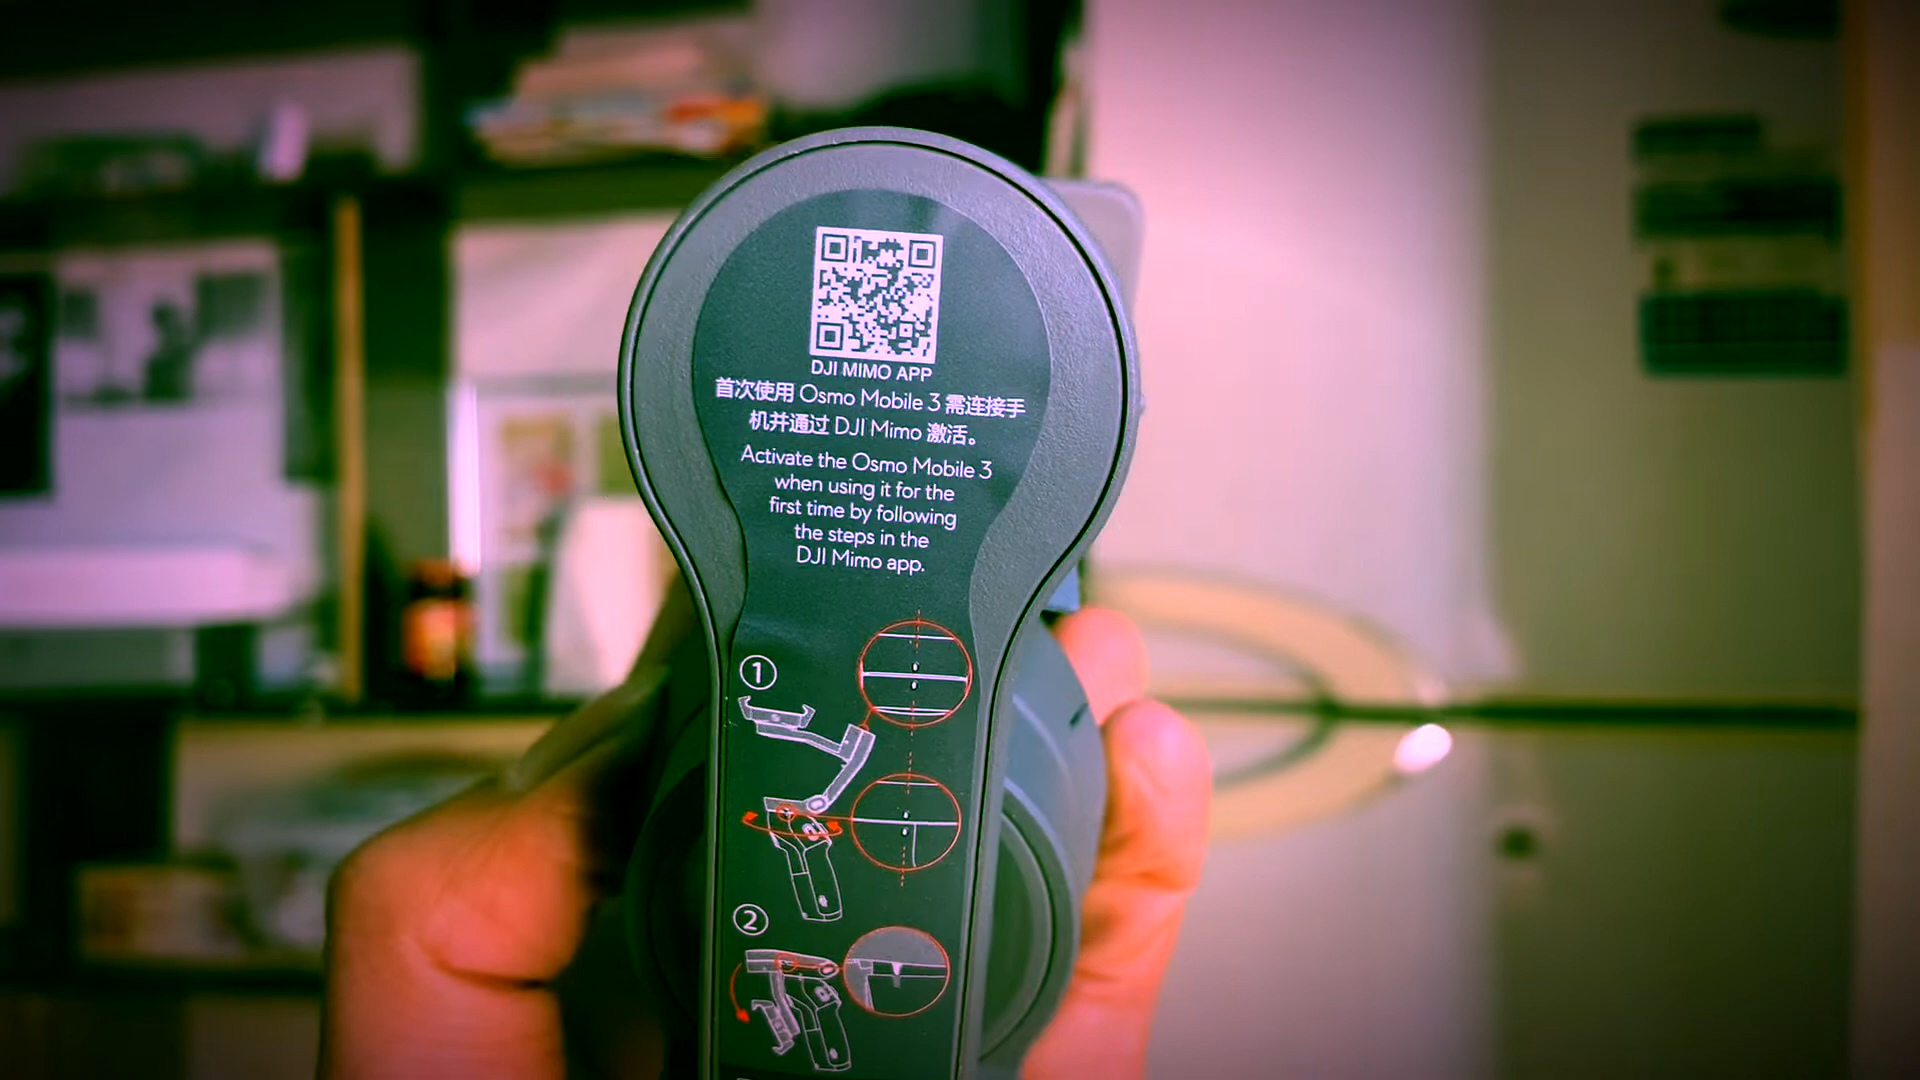 DJI MIMO APP
首次使用 Osmo Mobile 3 需连接手
机并通过 DJI Mimo 激活。
Activate the Osmo Mobile 3
when using it for the
first time by following
the steps in the
DJI Mimo app.
1
2